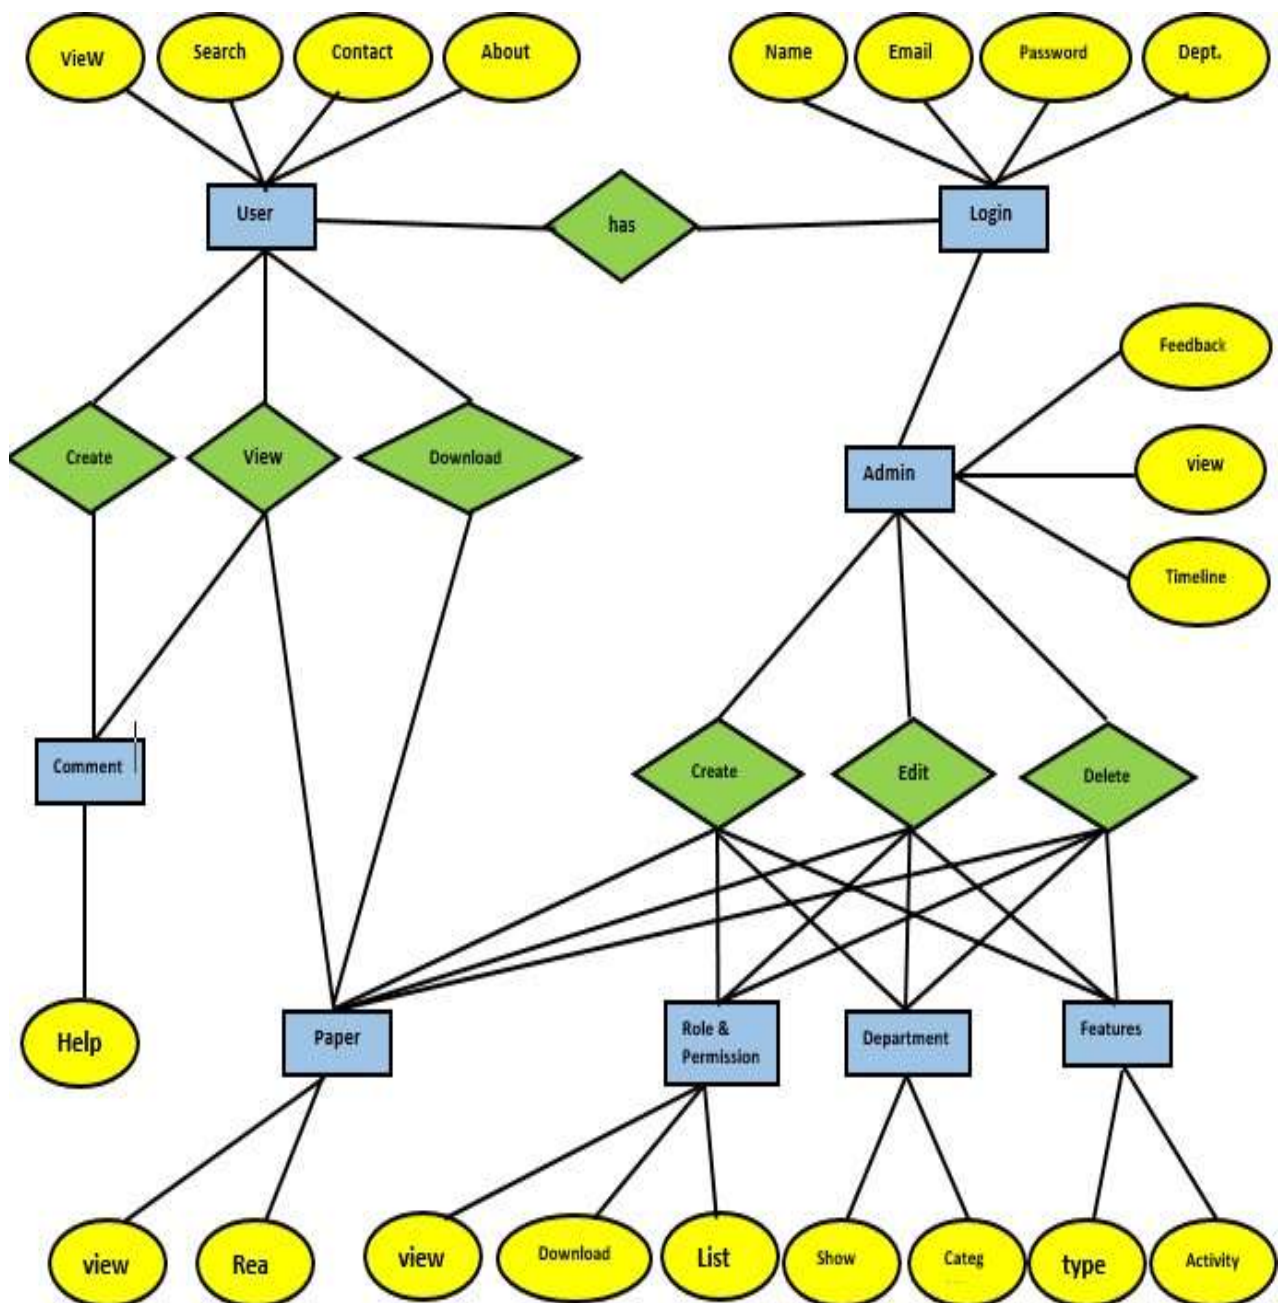 VieW
Search
Contact
About
Name
Email
Password
Dept.
User
has
Login
Feedback
Create
View
Download
Admin
view
Timeline
Comment
Create
Edit
Delete
Help
Paper
Role &
Permission
Department
Features
view
Rea
view
Download
List
Show
Categ
type
Activity